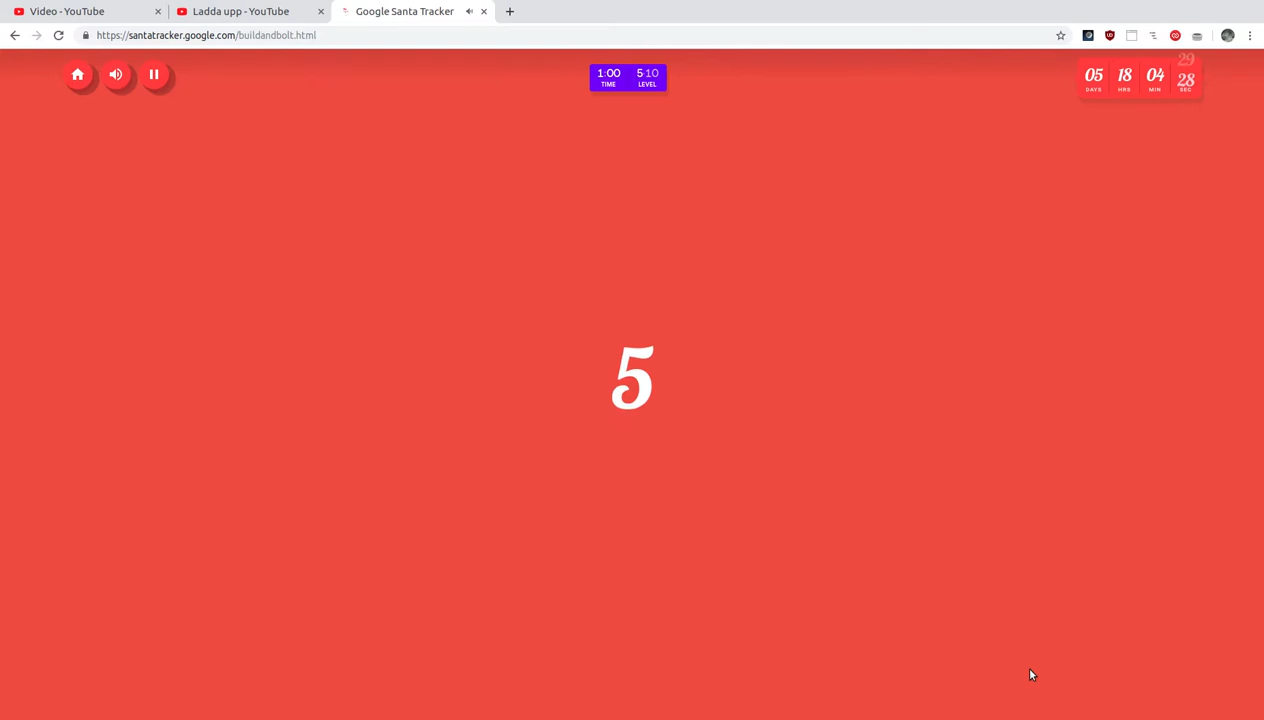 Video - YouTube
Ladda upp - YouTube
Google Santa Tracker
https://santatracker.google.com/buildandbolt.html
1:00 5·10
TIME LEVEL
29
05 18 04 28
DAYS HRS MIN SEC
5